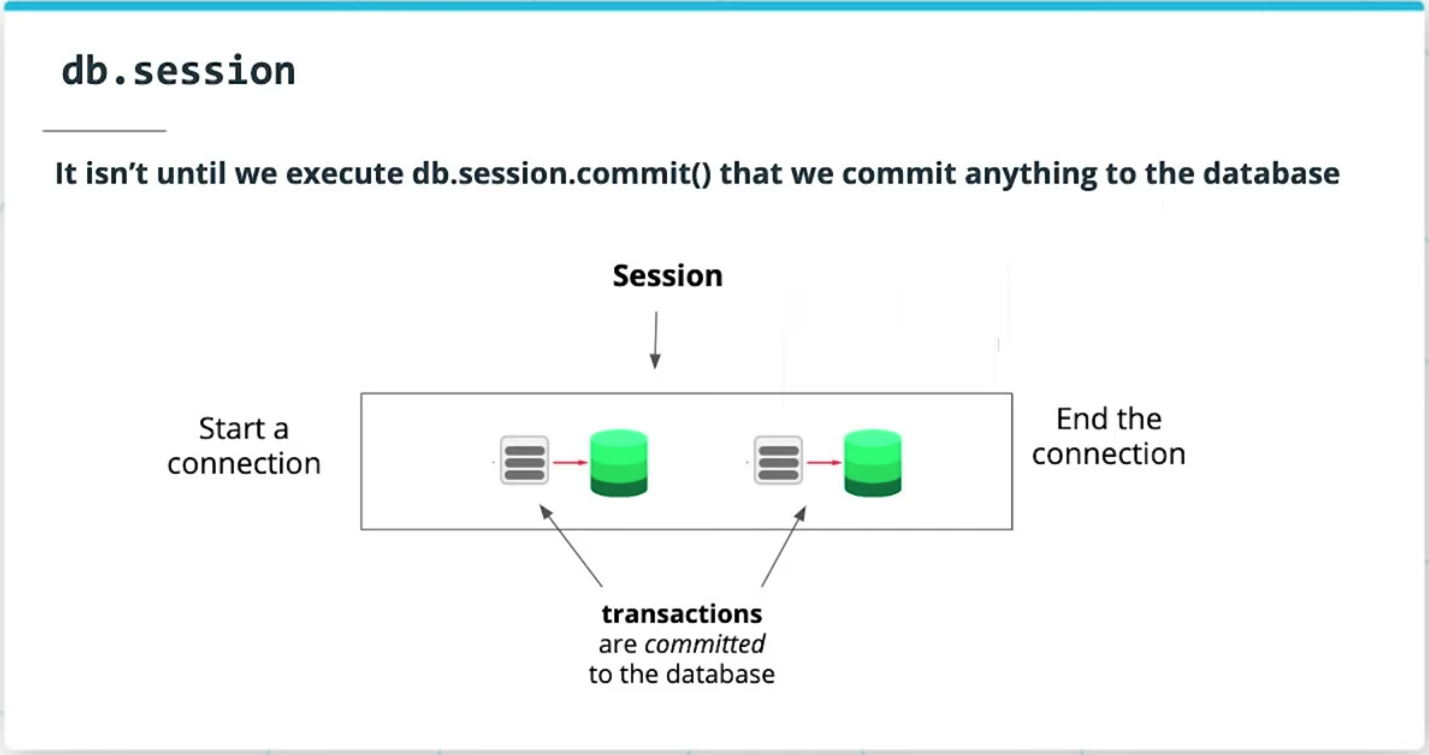 db.session
It isn’t until we execute db.session.commit() that we commit anything to the database
Session
Start a
connection
End the
connection
transactions
are committed
to the database